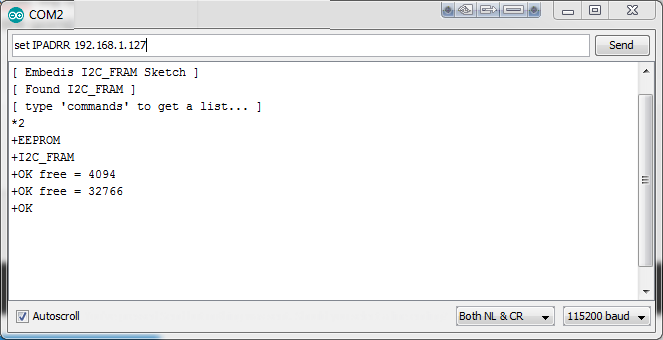 COM2
set IPADRR 192.168.1.127
Send
[ Embedis I2C_FRAM Sketch ]
[ Found I2C_FRAM ]
[ type 'commands' to get a list... ]
*2
+EEPROM
+I2C_FRAM
+OK free = 4094
+OK free = 32766
+OK
Autoscroll
Both NL & CR
115200 baud